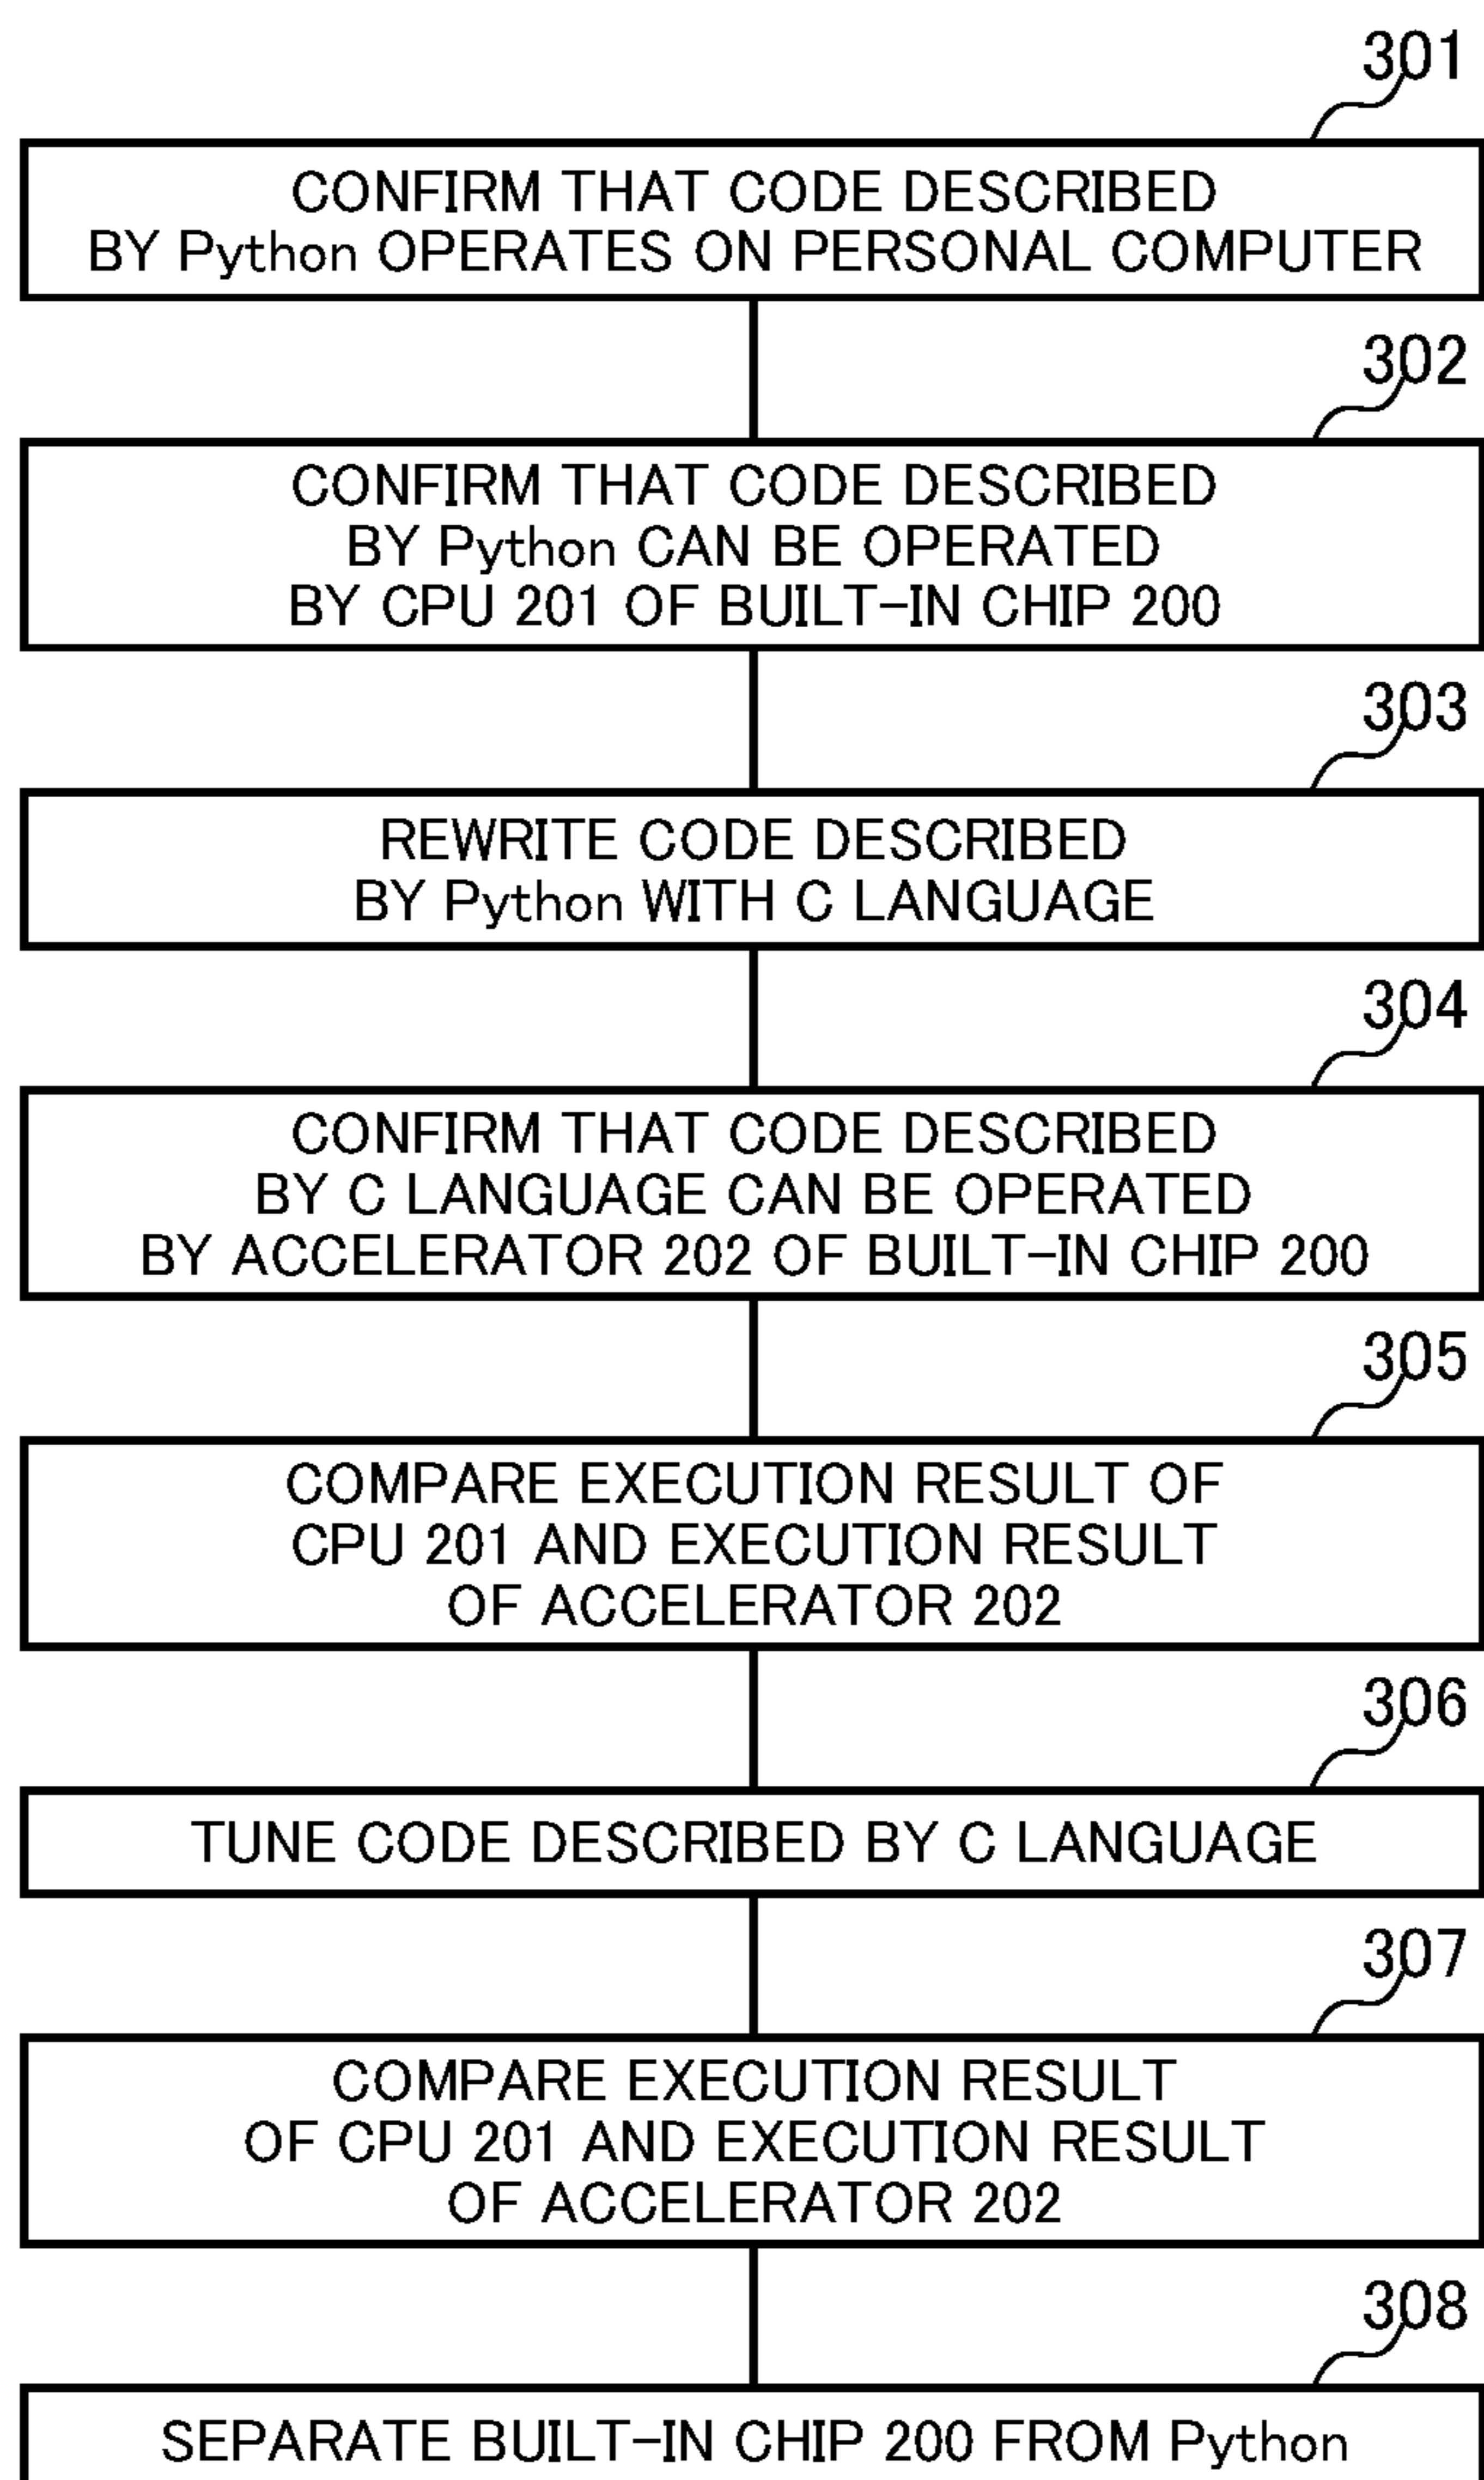 301
CONFIRM THAT CODE DESCRIBED
BY Python OPERATES ON PERSONAL COMPUTER
302
CONFIRM THAT CODE DESCRIBED
BY Python CAN BE OPERATED
BY CPU 201 OF BUILT-IN CHIP 200
303
REWRITE CODE DESCRIBED
BY Python WITH C LANGUAGE
304
CONFIRM THAT CODE DESCRIBED
BY C LANGUAGE CAN BE OPERATED
BY ACCELERATOR 202 OF BUILT-IN CHIP 200
305
COMPARE EXECUTION RESULT OF
CPU 201 AND EXECUTION RESULT
OF ACCELERATOR 202
306
TUNE CODE DESCRIBED BY C LANGUAGE
307
COMPARE EXECUTION RESULT
OF CPU 201 AND EXECUTION RESULT
OF ACCELERATOR 202
308
SEPARATE BUILT-IN CHIP 200 FROM Python